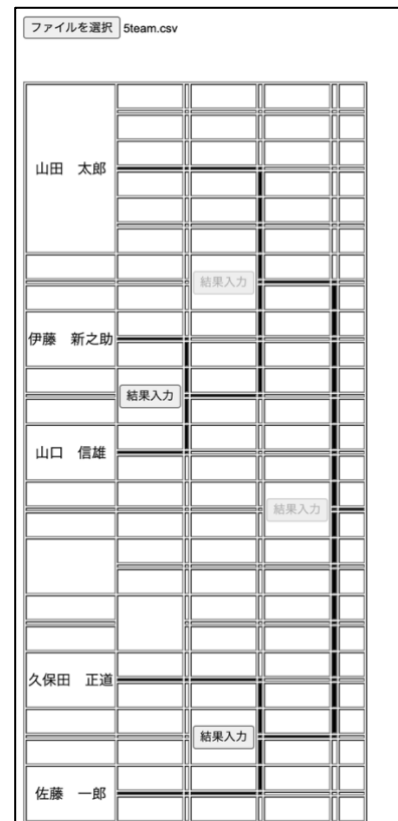 ファイルを選択 5team.csv
山田　太郎
結果入力
伊藤　新之助
結果入力
山口　信雄
結果入力
久保田　正道
結果入力
佐藤　一郎